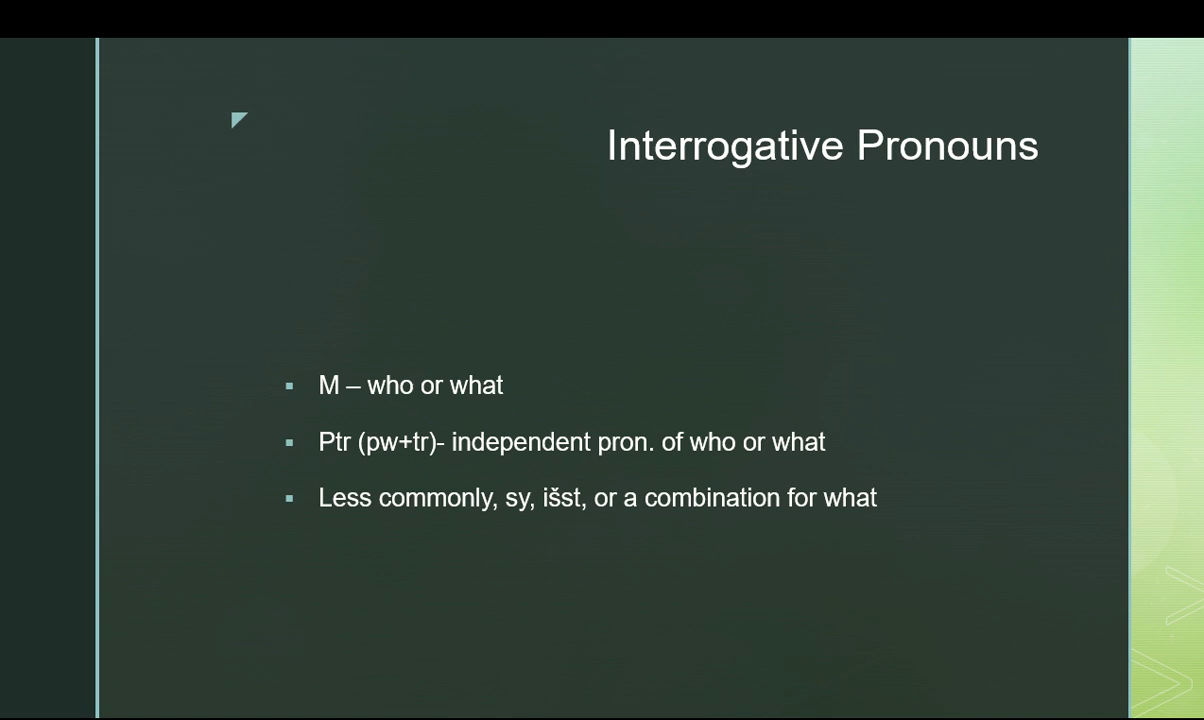 Interrogative Pronouns
M – who or what
Ptr (pw+tr)- independent pron. of who or what
Less commonly, sy, išst, or a combination for what